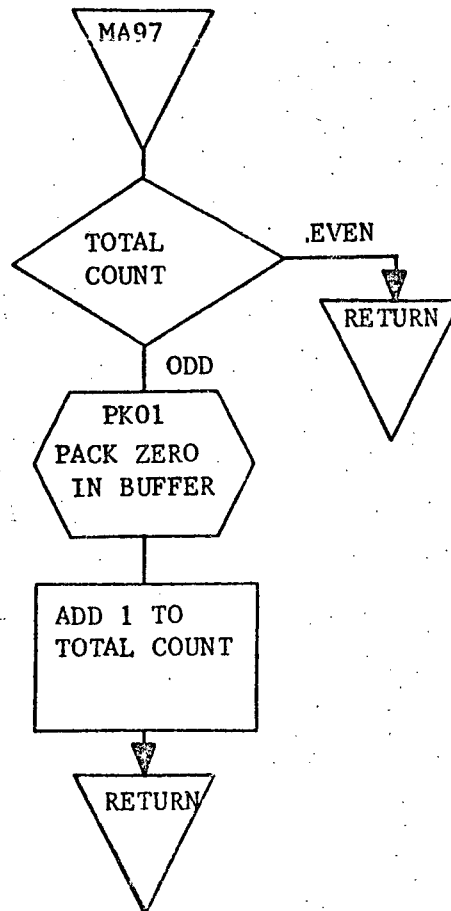 MA97
TOTAL
COUNT
.EVEN
RETURN
ODD
PK01
PACK ZERO
IN BUFFER
ADD 1 TO
TOTAL COUNT
RETURN